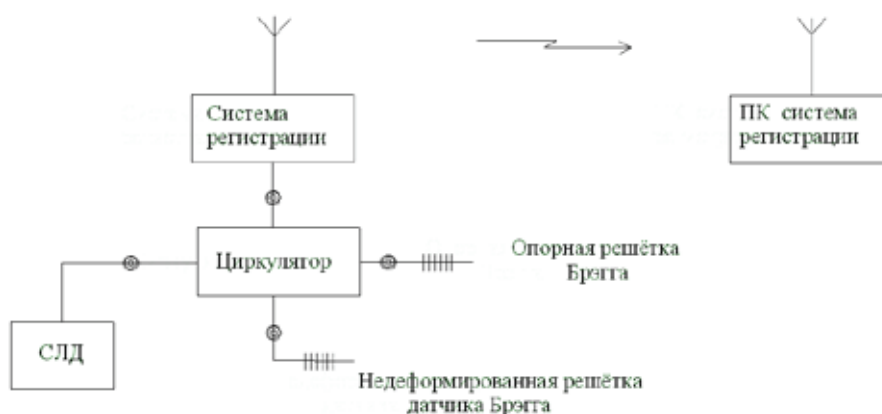 Система
регистрации
ПК система
регистрации
Циркулятор
Опорная решётка
Брэгга
СЛД
Недеформированная решётка
датчика Брэгга